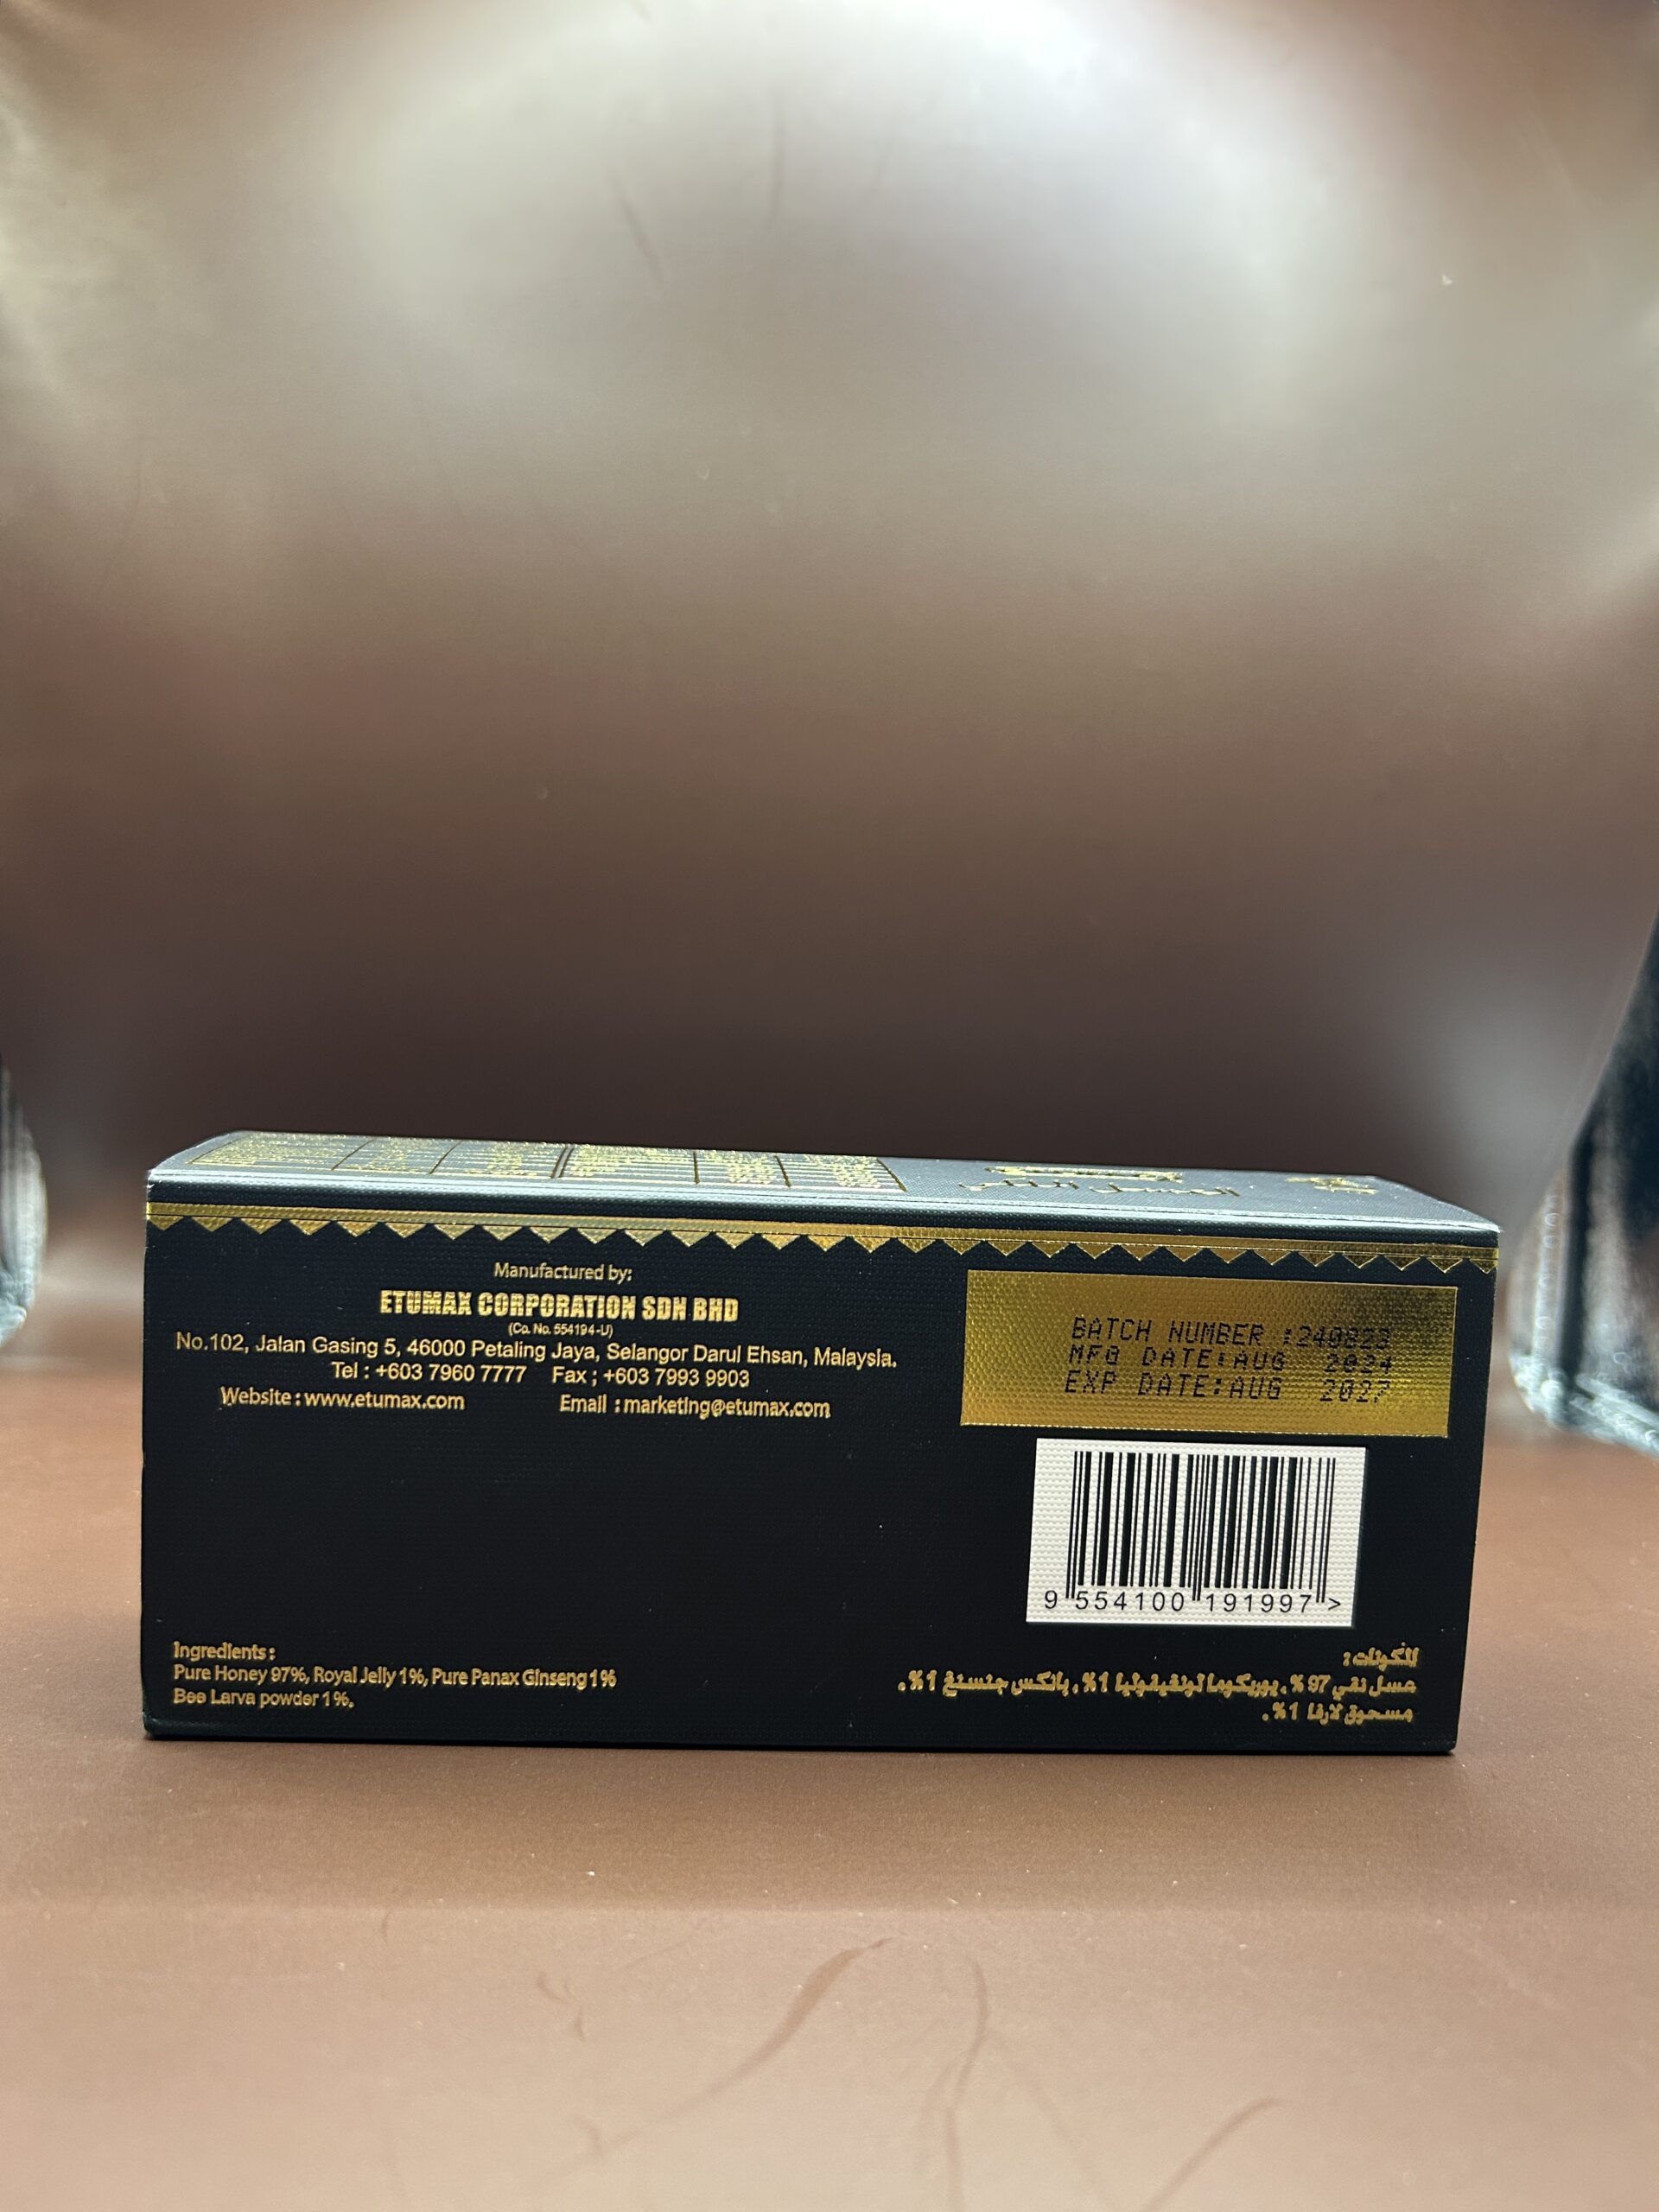 Manufactured by:
ETUMAX CORPORATION SDN BHD
(Co. No. 554194-U)
No.102, Jalan Gasing 5, 46000 Petaling Jaya, Selangor Darul Ehsan, Malaysia.
Tel : +603 7960 7777 Fax ; +603 7993 9903
Website : www.etumax.com Email : marketing@etumax.com
BATCH NUMBER :240823
MFG DATE:AUG 2024
EXP DATE:AUG 2027
9 554100 191997 >
Ingredients :
Pure Honey 97%, Royal Jelly 1%, Pure Panax Ginseng 1%
Bee Larva powder 1%.
المكونات :
عسل نقي 97 % ، يوريكوما لونفيفوليا 1% ، بانكس جنسنغ 1% .
مسحوق لارفا 1% .